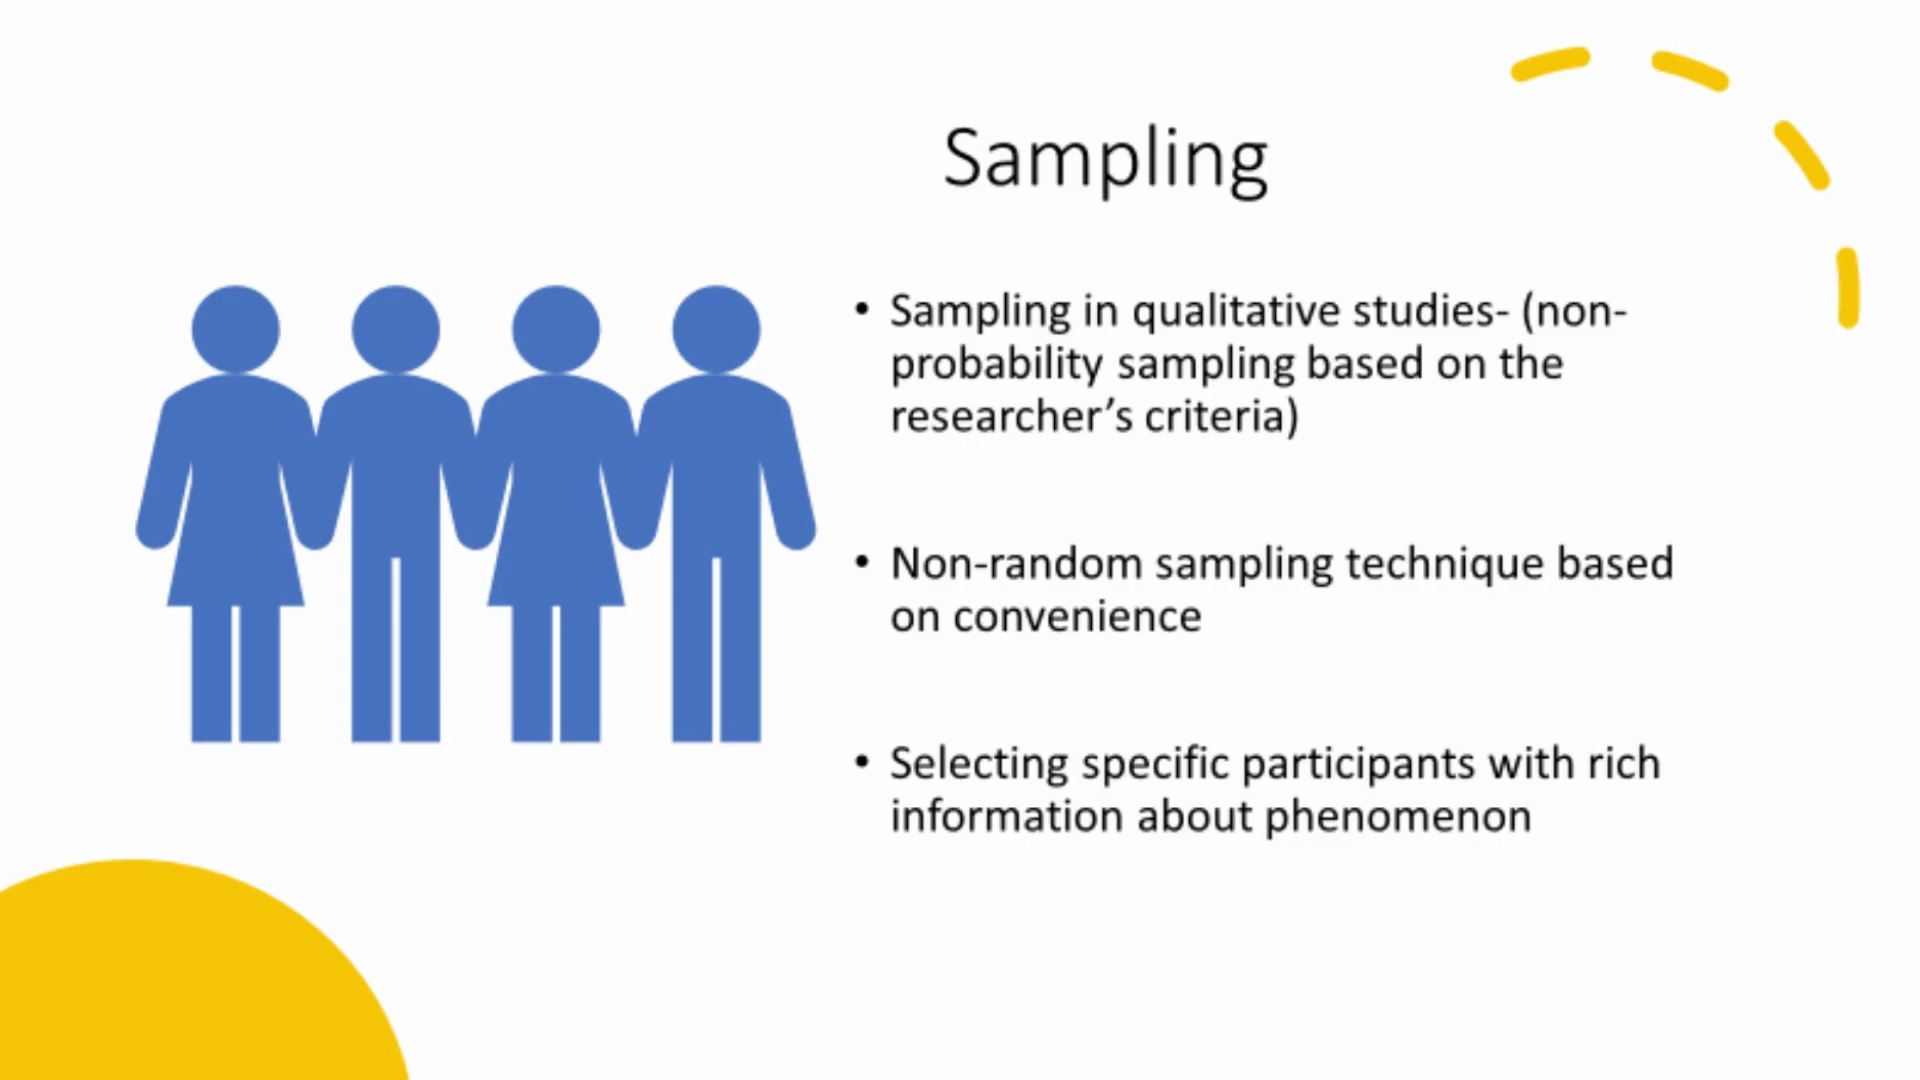 Sampling
• Sampling in qualitative studies- (non-
probability sampling based on the
researcher’s criteria)
• Non-random sampling technique based
on convenience
• Selecting specific participants with rich
information about phenomenon